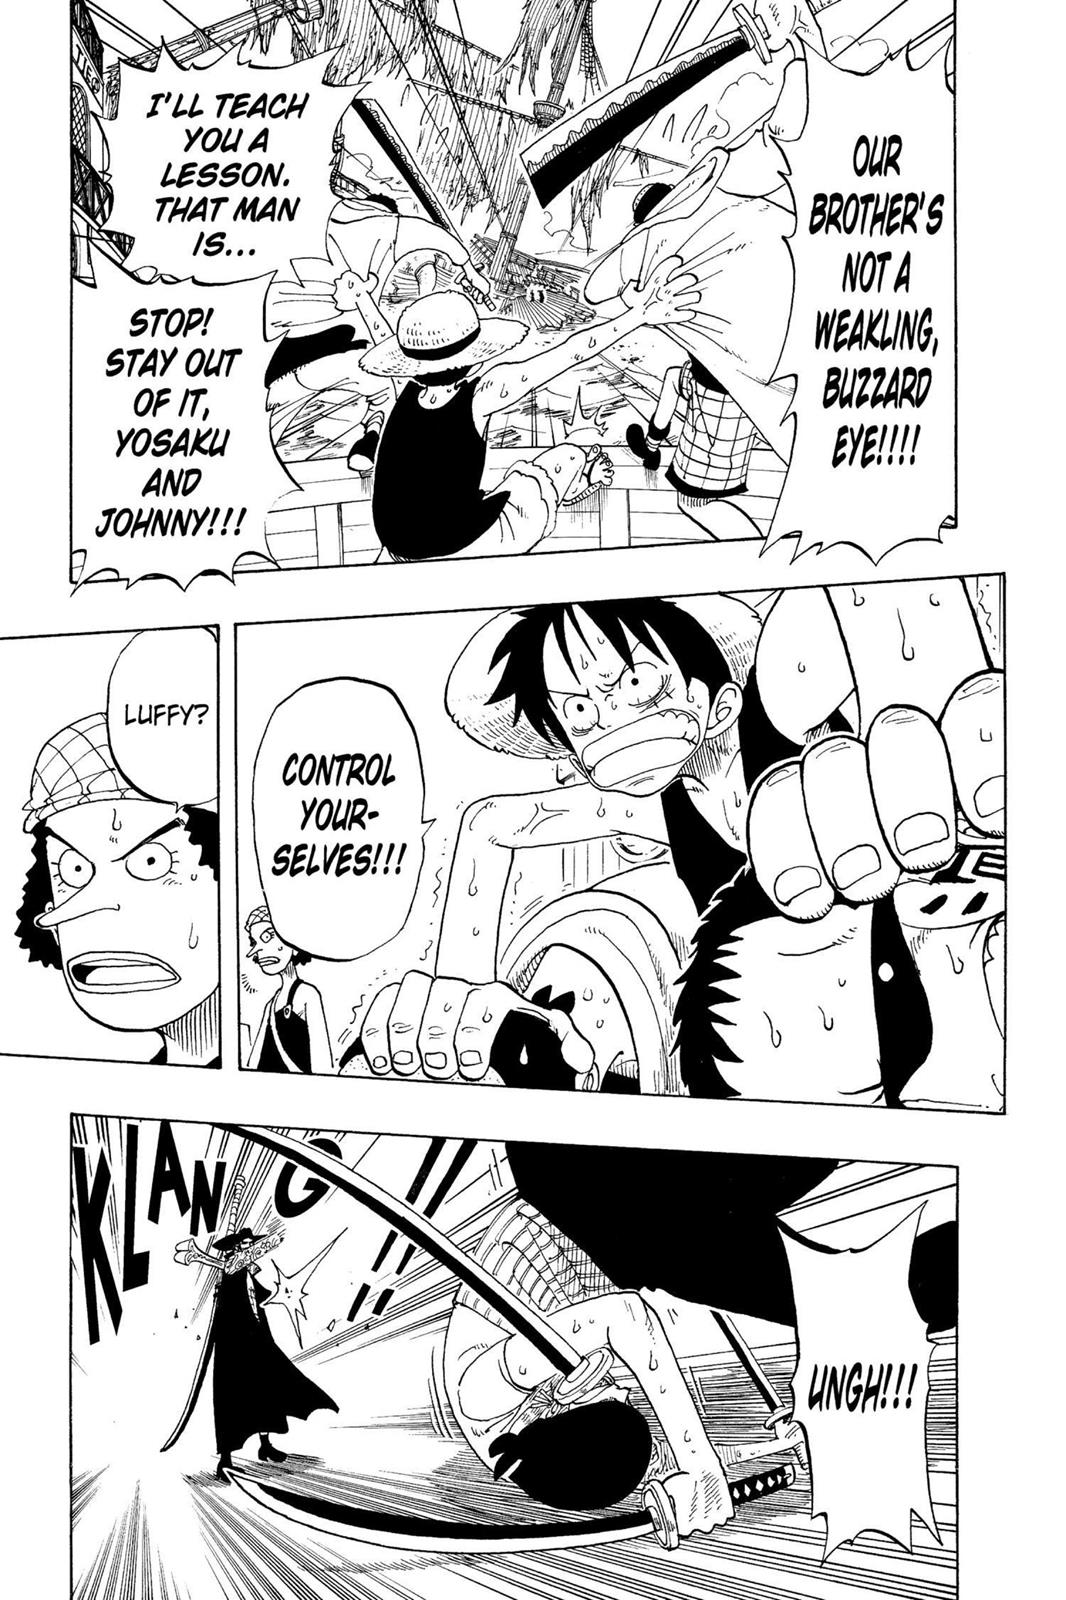 OUR
BROTHER'S
NOT A
WEAKLING,
BUZZARD
EYE!!!!
I'LL TEACH
YOU A
LESSON.
THAT MAN
IS...
STOP!
STAY OUT
OF IT,
YOSAKU
AND
JOHNNY!!!
CONTROL
YOUR-
SELVES!!!
LUFFY?
KLANG!!
UNGH!!!